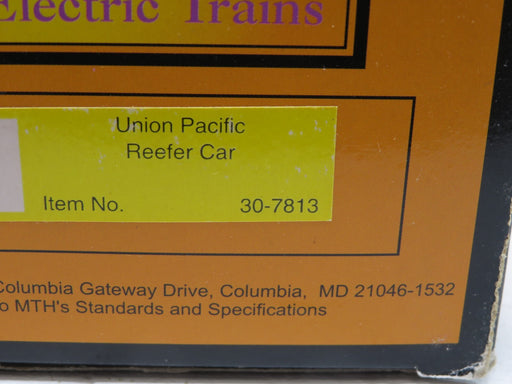 Electric Trains
Union Pacific
Reefer Car
Item No. 30-7813
Columbia Gateway Drive, Columbia, MD 21046-1532
o MTH's Standards and Specifications